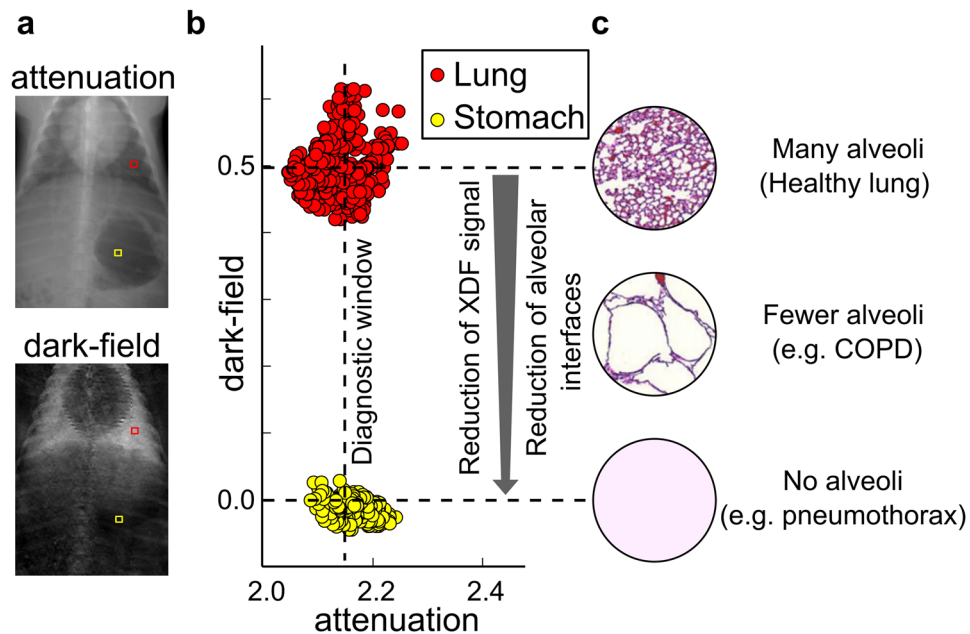 a
attenuation
dark-field
b
Lung
Stomach
0.5
0.0
dark-field
Diagnostic window
Reduction of XDF signal
Reduction of alveolar
interfaces
2.0
2.2
2.4
attenuation
c
Many alveoli
(Healthy lung)
Fewer alveoli
(e.g. COPD)
No alveoli
(e.g. pneumothorax)